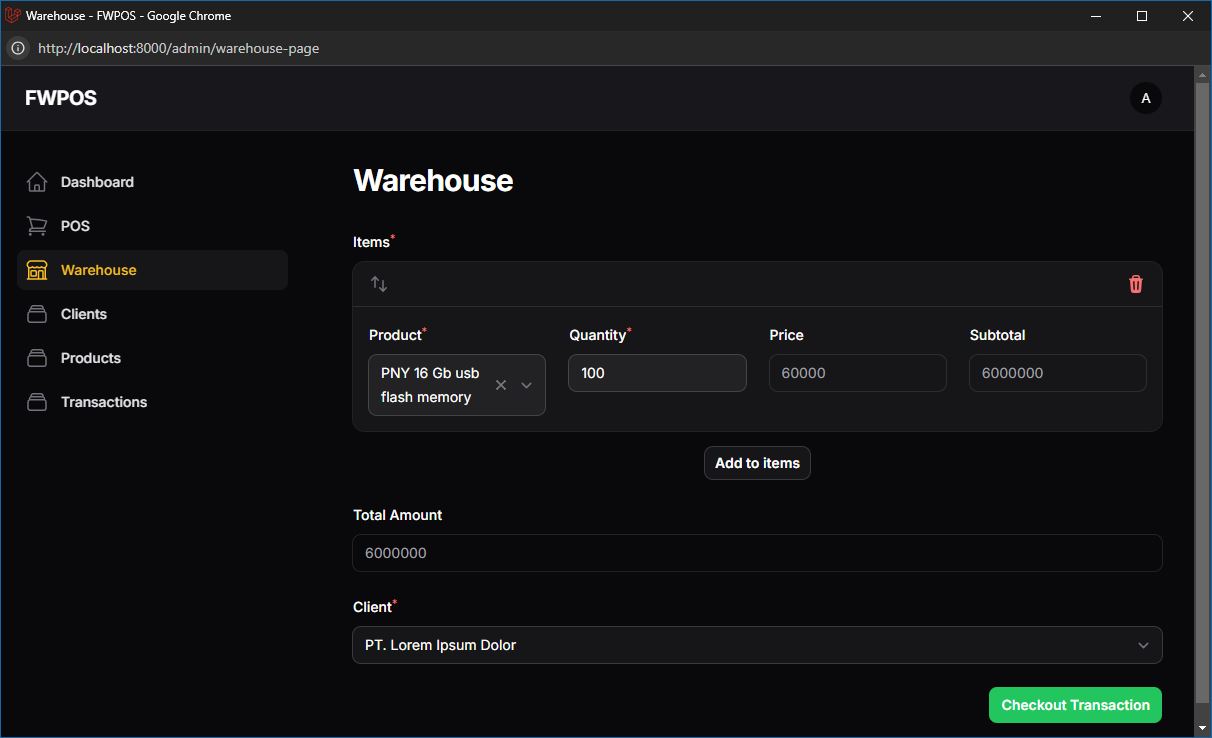 Warehouse - FWPOS - Google Chrome
http://localhost:8000/admin/warehouse-page
FWPOS
A
Dashboard
POS
Warehouse
Clients
Products
Transactions
Warehouse
Items*
Product* Quantity* Price Subtotal
PNY 16 Gb usb
flash memory
100 60000 6000000
Add to items
Total Amount
6000000
Client*
PT. Lorem Ipsum Dolor
Checkout Transaction